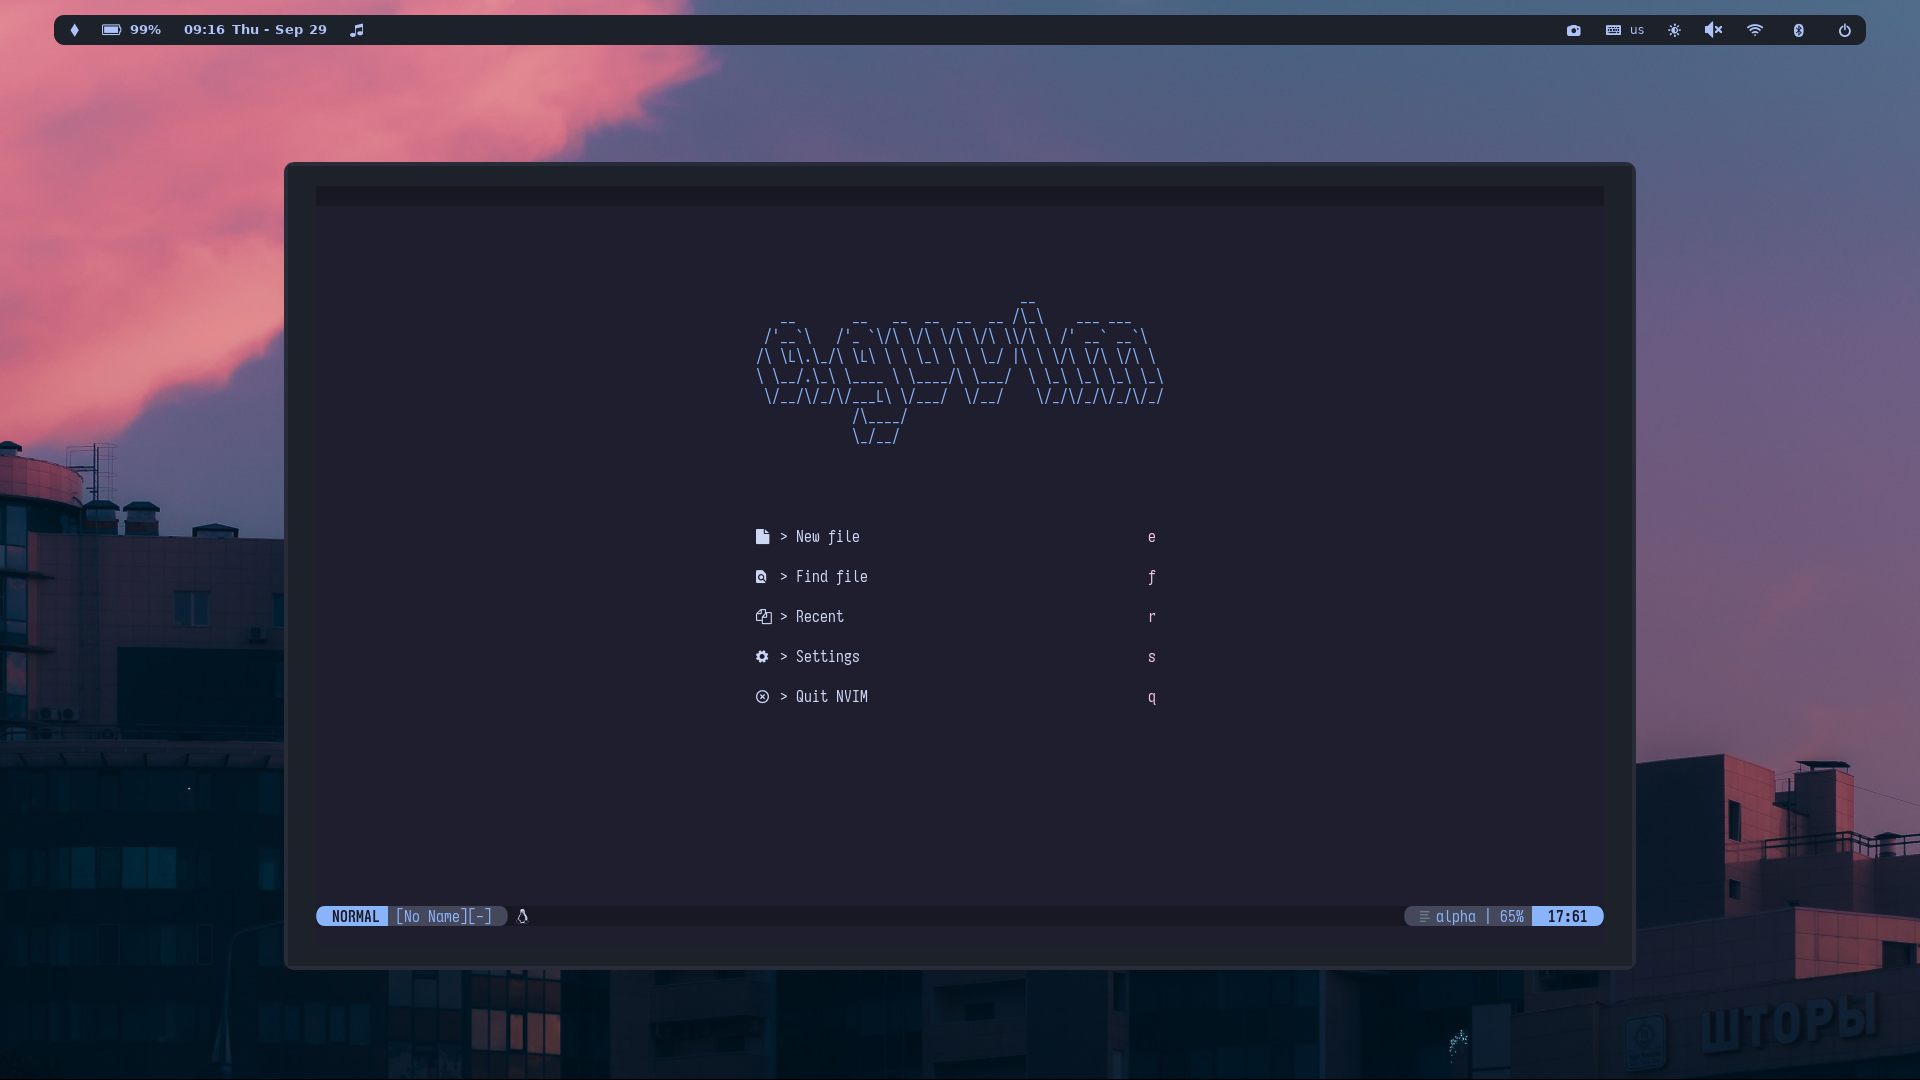 99% 09:16 Thu - Sep 29 us
> New file e
> Find file f
> Recent r
> Settings s
> Quit NVIM q
NORMAL [No Name][-] alpha | 65% 17:61
ШТОРЫ